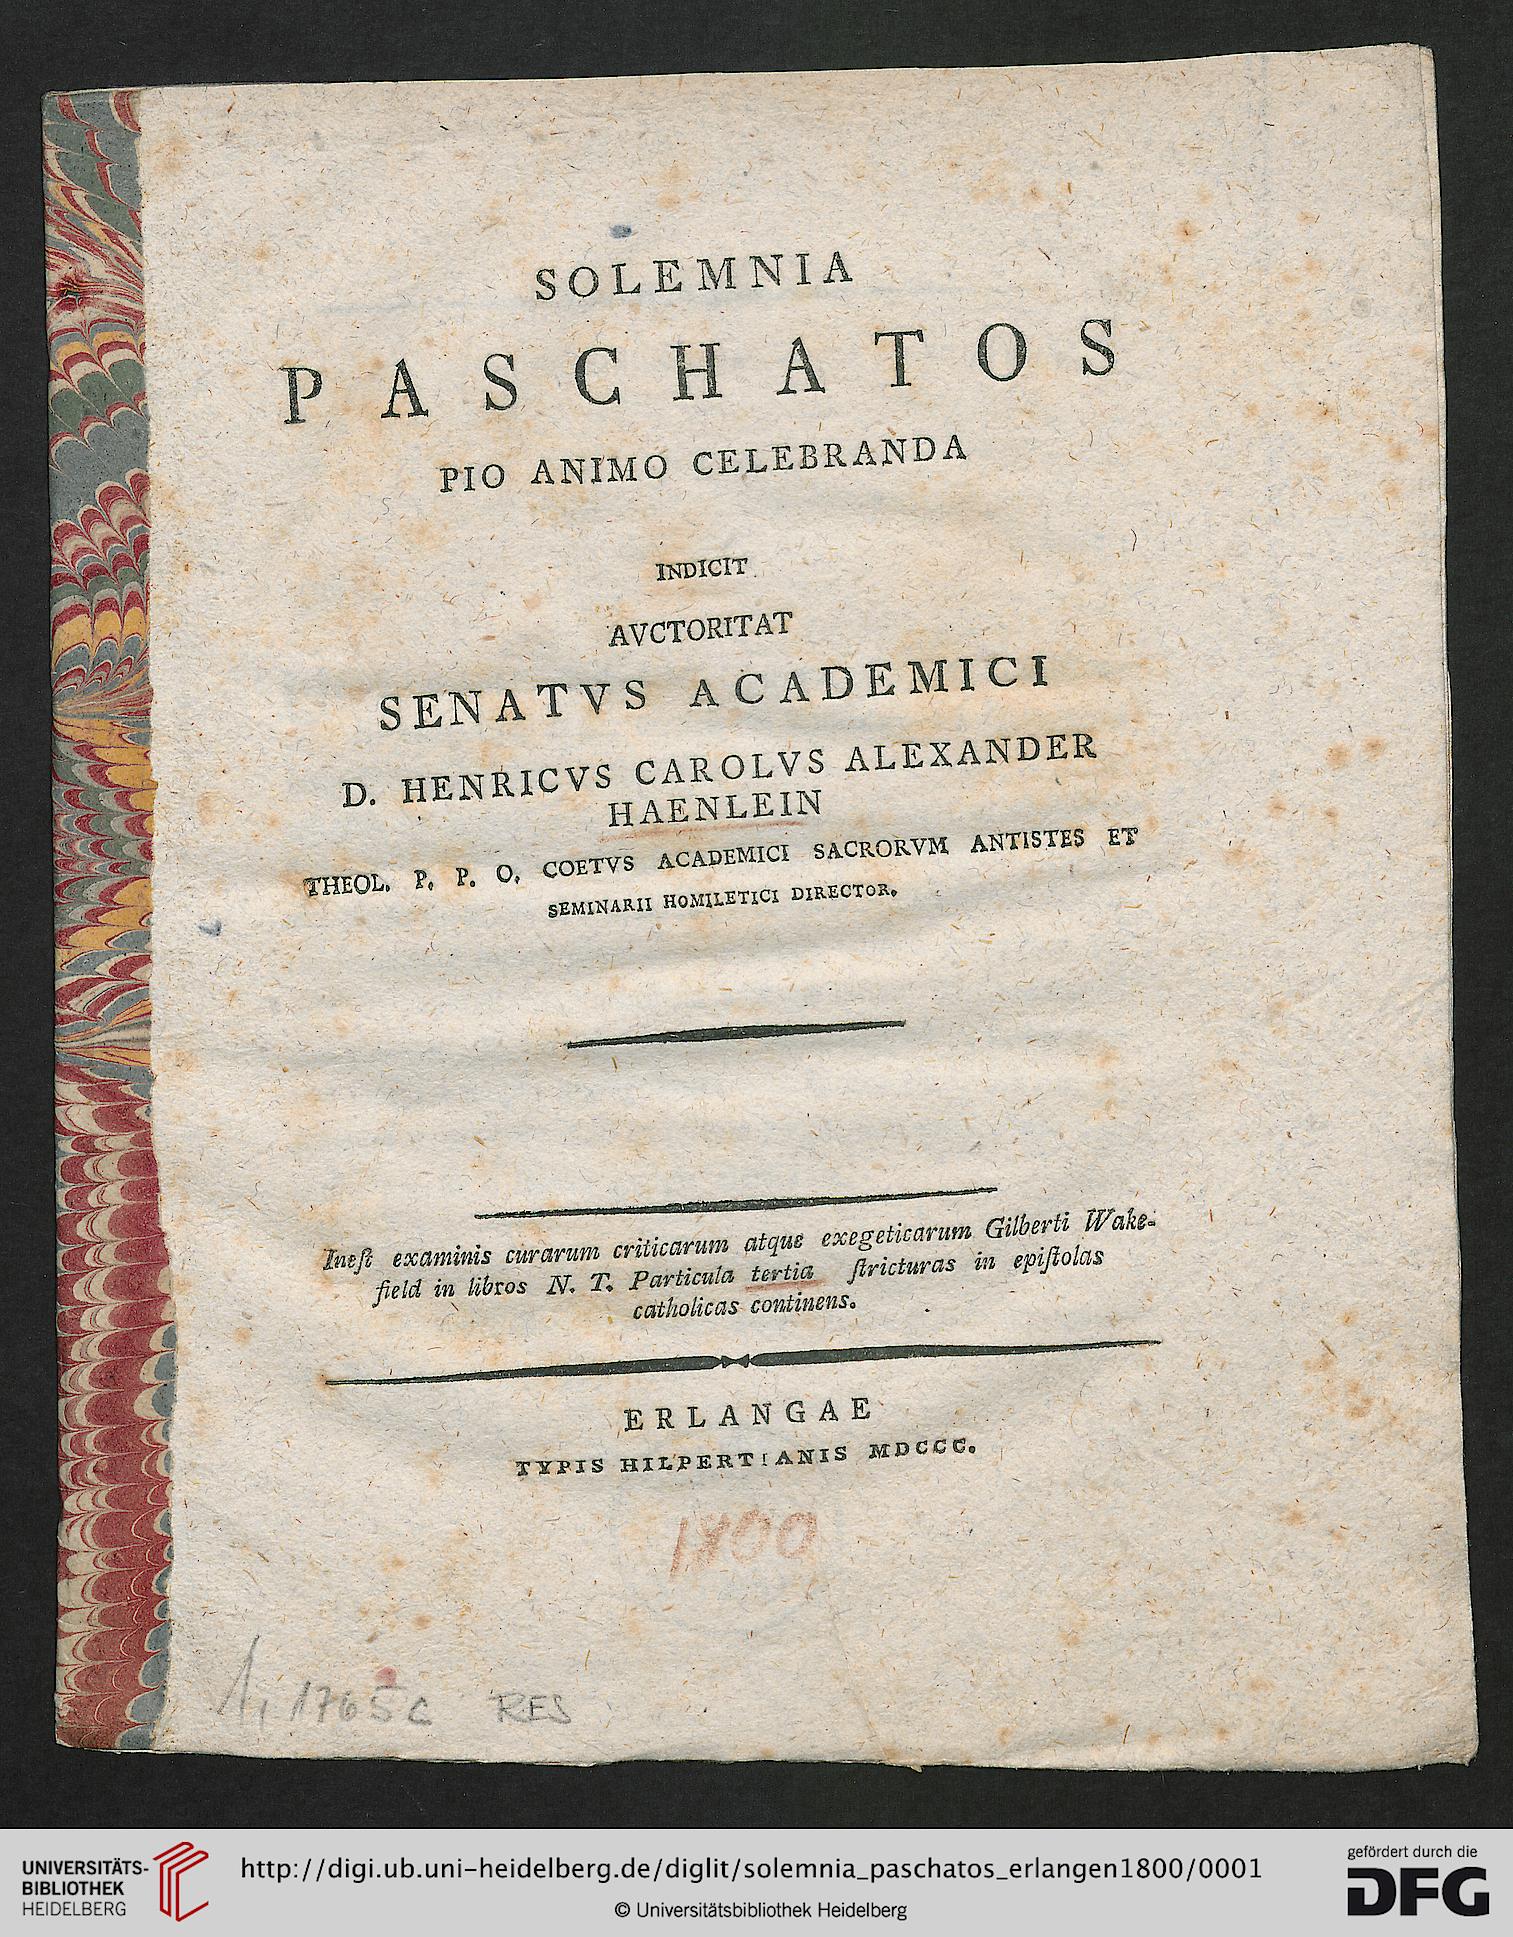 SOLEMNIA
PASCHATOS
PIO ANIMO CELEBRANDA
INDICIT
AVCTORITAT
SENATVS ACADEMICI
D. HENRICVS CAROLVS ALEXANDER
HAENLEIN
THEOL. P. P. O. COETVS ACADEMICI SACRORVM ANTISTES ET
SEMINARII HOMILETICI DIRECTOR.
Ineſt examinis curarum criticarum atque exegeticarum Gilberti Wake-
field in libros N. T. Particula tertia ſtricturas in epiſtolas
catholicas continens.
ERLANGAE
TYPIS HILPERTIANIS MDCCC.
1800
1765c RES
UNIVERSITÄTS-
BIBLIOTHEK
HEIDELBERG
http://digi.ub.uni-heidelberg.de/diglit/solemnia_paschatos_erlangen1800/0001
© Universitätsbibliothek Heidelberg
gefördert durch die
DFG